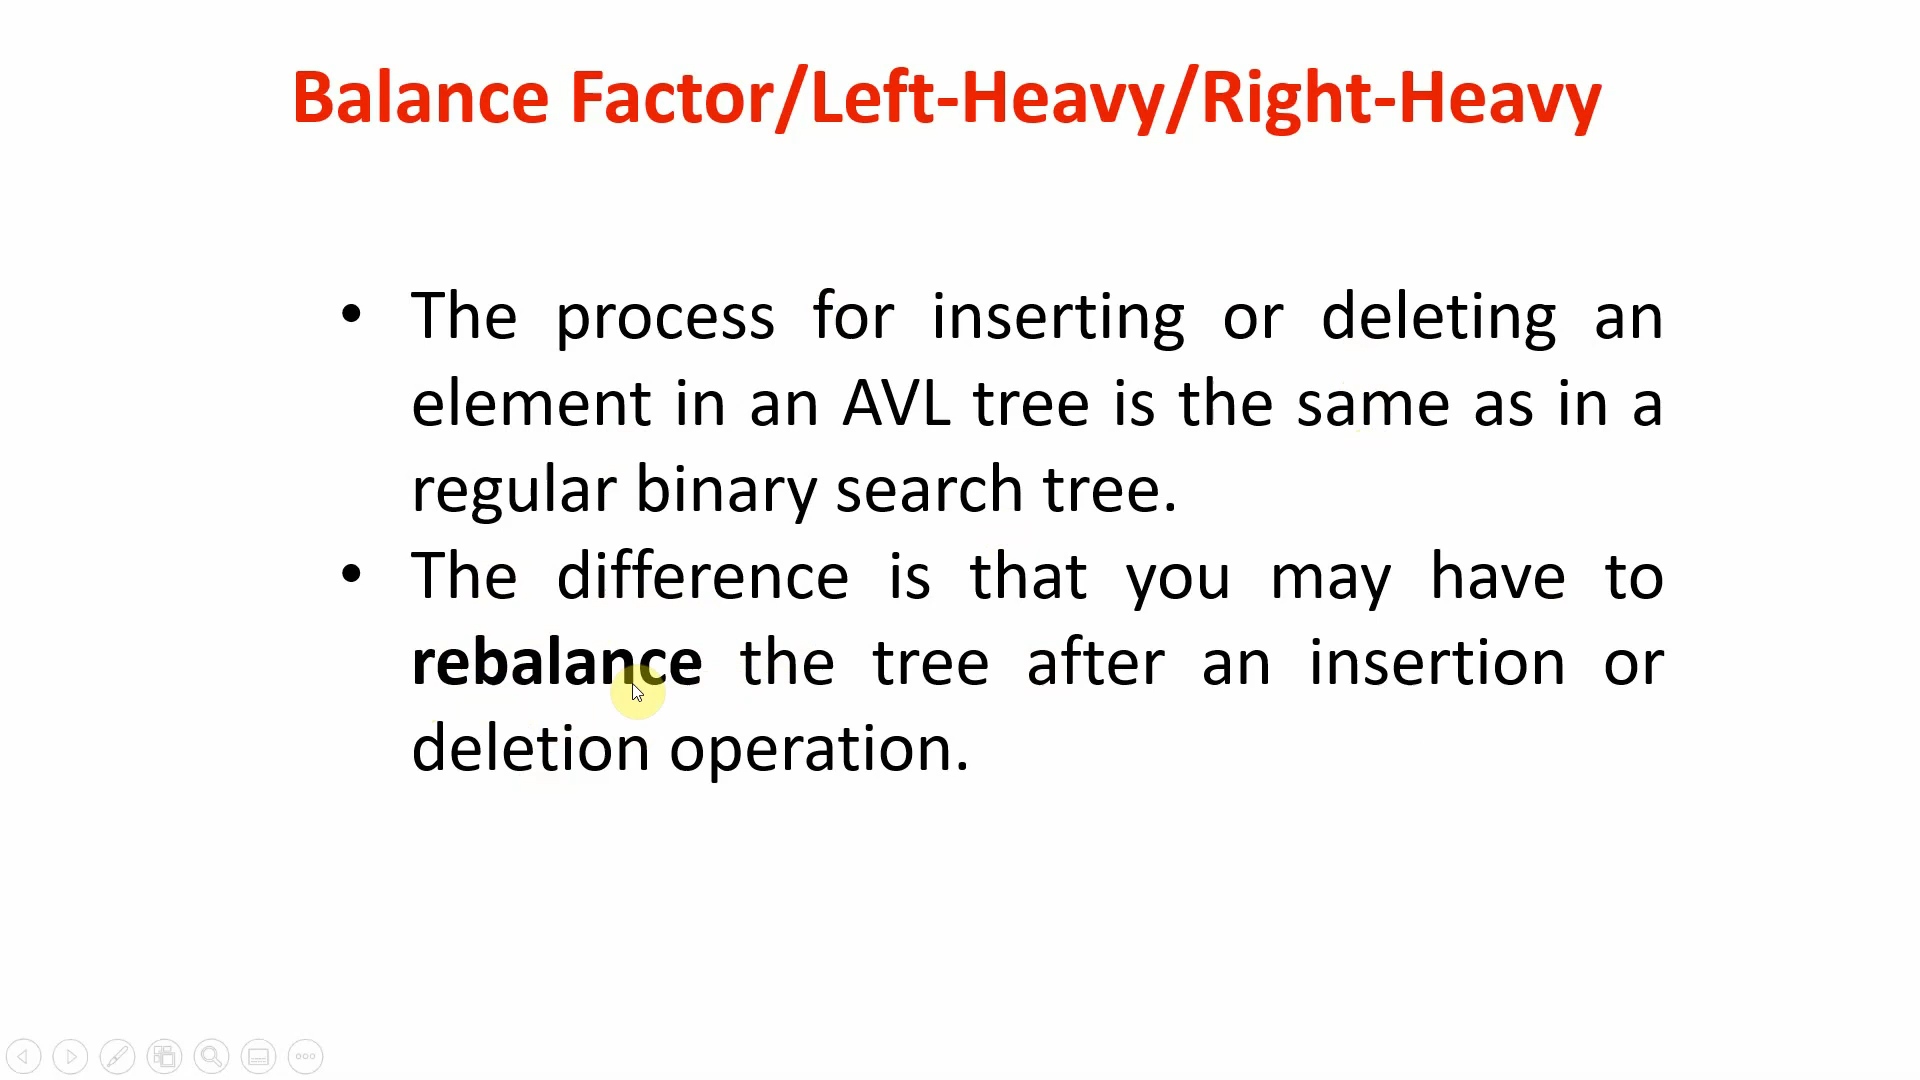 Balance Factor/Left-Heavy/Right-Heavy
• The process for inserting or deleting an
element in an AVL tree is the same as in a
regular binary search tree.
• The difference is that you may have to
rebalance the tree after an insertion or
deletion operation.